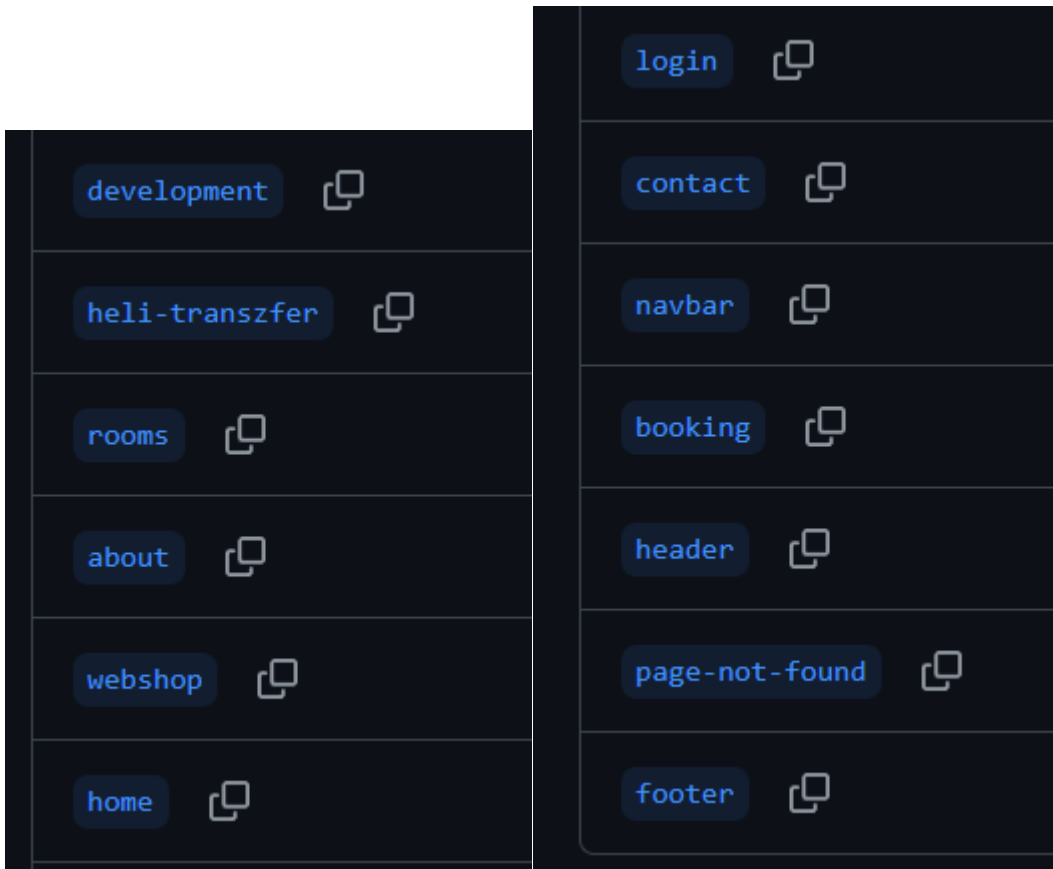 development
heli-transzfer
rooms
about
webshop
home
login
contact
navbar
booking
header
page-not-found
footer